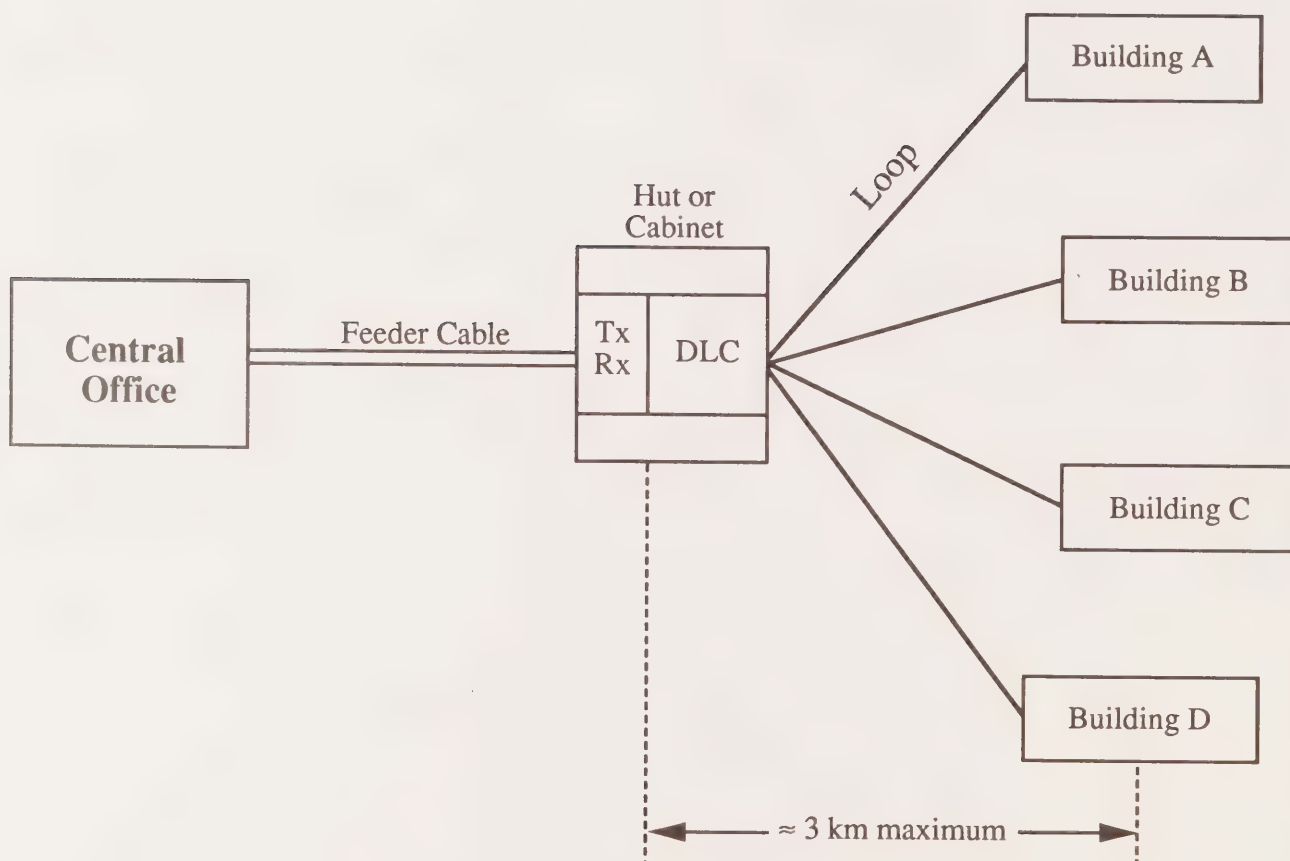 Building A
Loop
Hut or
Cabinet
Building B
Central
Office
Feeder Cable
Tx
Rx
DLC
Building C
Building D
≈ 3 km maximum